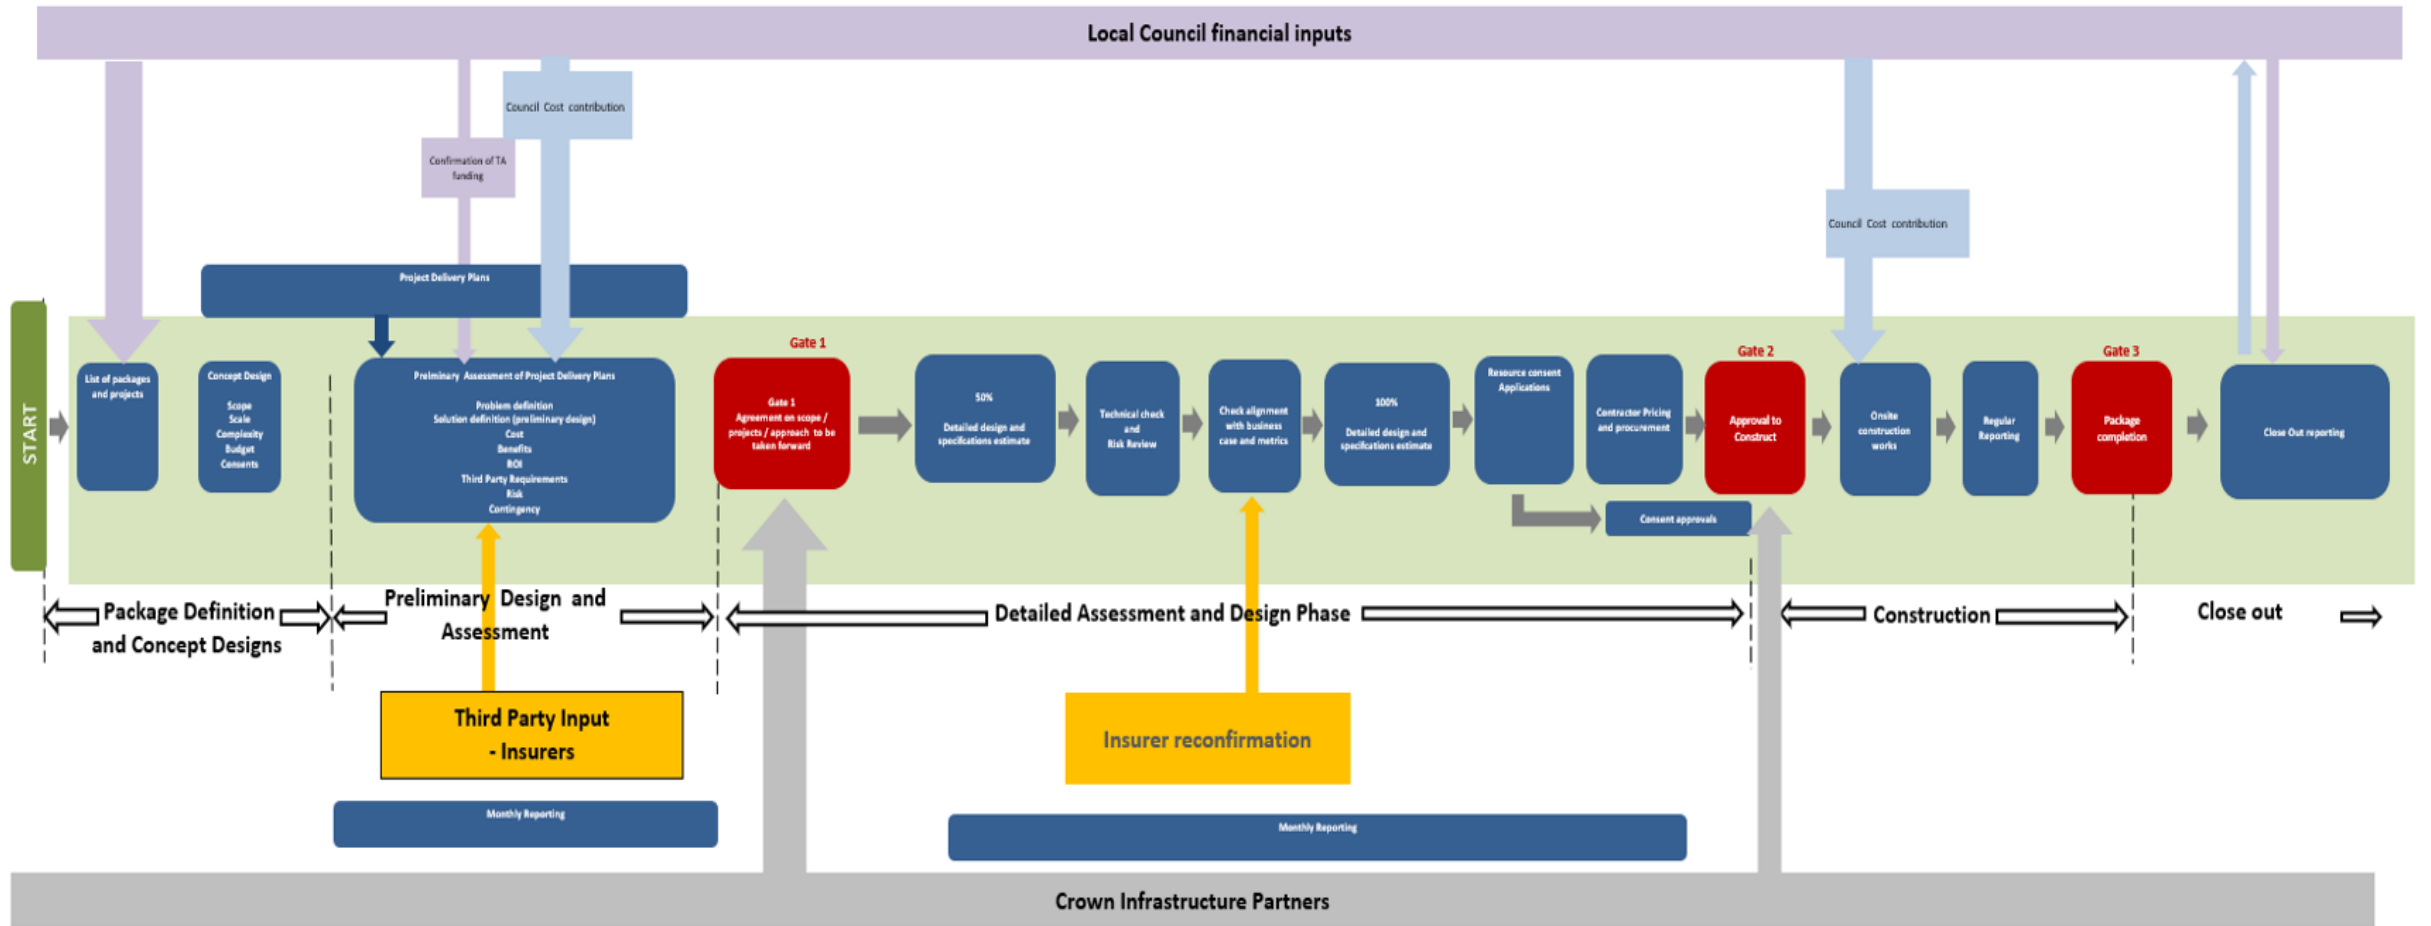 Local Council financial inputs
Council Cost contribution
Confirmation of TA
funding
Council Cost contribution
Project Delivery Plans
START
List of packages
and projects
Concept Design
Scope
Scale
Complexity
Budget
Consents
Prelminary Assessment of Project Delivery Plans
Problem definition
Solution definition (preliminary design)
Cost
Benefits
ROI
Third Party Requirements
Risk
Contingency
Gate 1
Gate 1
Agreement on scope /
projects / approach to be
taken forward
50%
Detailed design and
specifications estimate
Technical check
and
Risk Review
Check alignment
with business
case and metrics
100%
Detailed design and
specifications estimate
Resource consent
Applications
Contractor Pricing
and procurement
Consent approvals
Gate 2
Approval to
Construct
Onsite
construction
works
Regular
Reporting
Gate 3
Package
completion
Close Out reporting
Package Definition
and Concept Designs
Preliminary Design and
Assessment
Detailed Assessment and Design Phase
Construction
Close out
Third Party Input
- Insurers
Insurer reconfirmation
Monthly Reporting
Monthly Reporting
Crown Infrastructure Partners